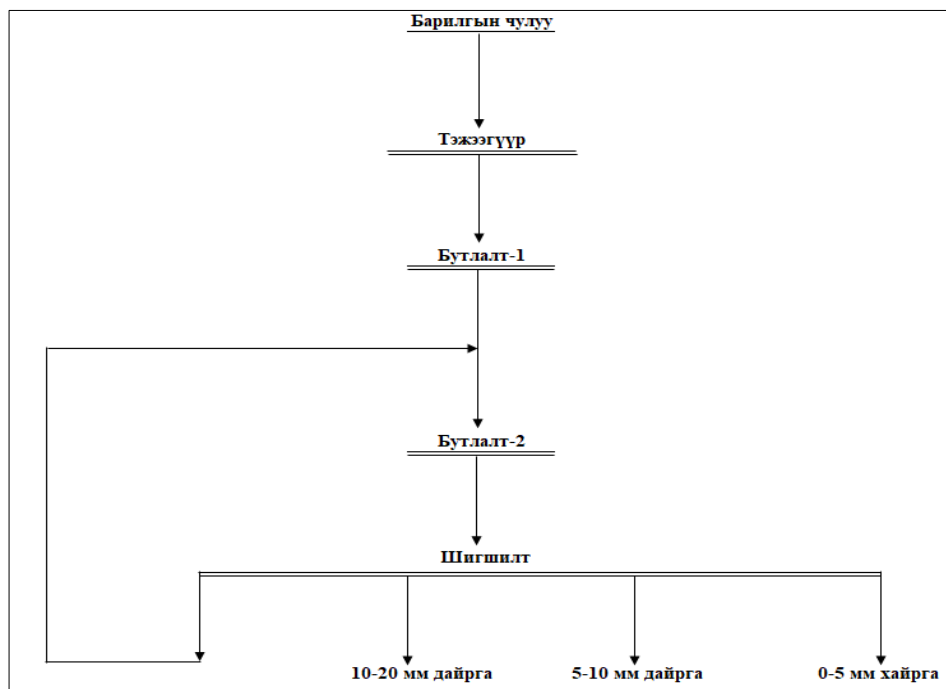 Барилгын чулуу
Тэжээгүүр
Бутлалт-1
Бутлалт-2
Шигшилт
10-20 мм дайрга
5-10 мм дайрга
0-5 мм хайрга